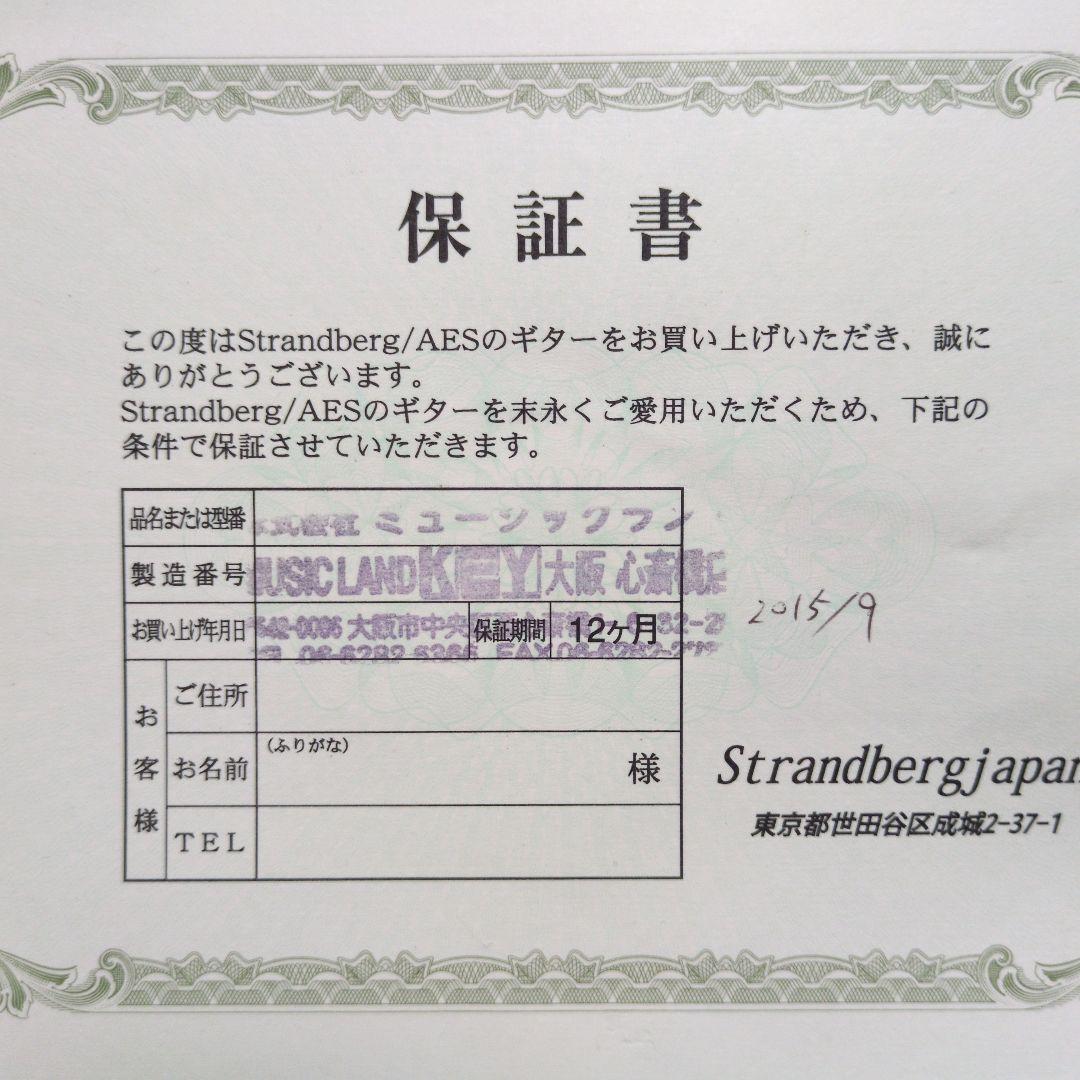 保証書
この度はStrandberg/AESのギターをお買い上げいただき、誠に
ありがとうございます。
Strandberg/AESのギターを末永くご愛用いただくため、下記の
条件で保証させていただきます。
品名または型番
式会社 ミュージックラン
製造番号
MUSIC LAND KEY 大阪 心斎橋店
2015/9
お買い上げ年月日
大阪市中央
保証期間
12ヶ月
お客様
ご住所
お名前
(ふりがな)
様
TEL
Strandbergjapan
東京都世田谷区成城2-37-1